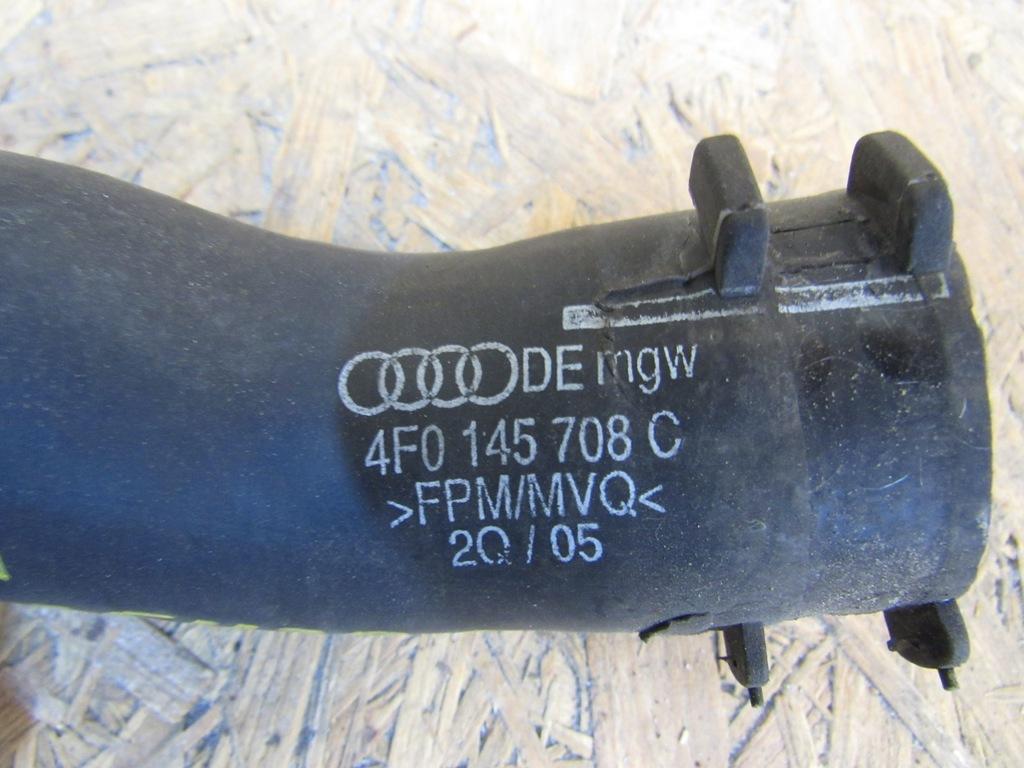 DE mgw
4F0 145 708 C
>FPM/MVQ<
2Q / 05